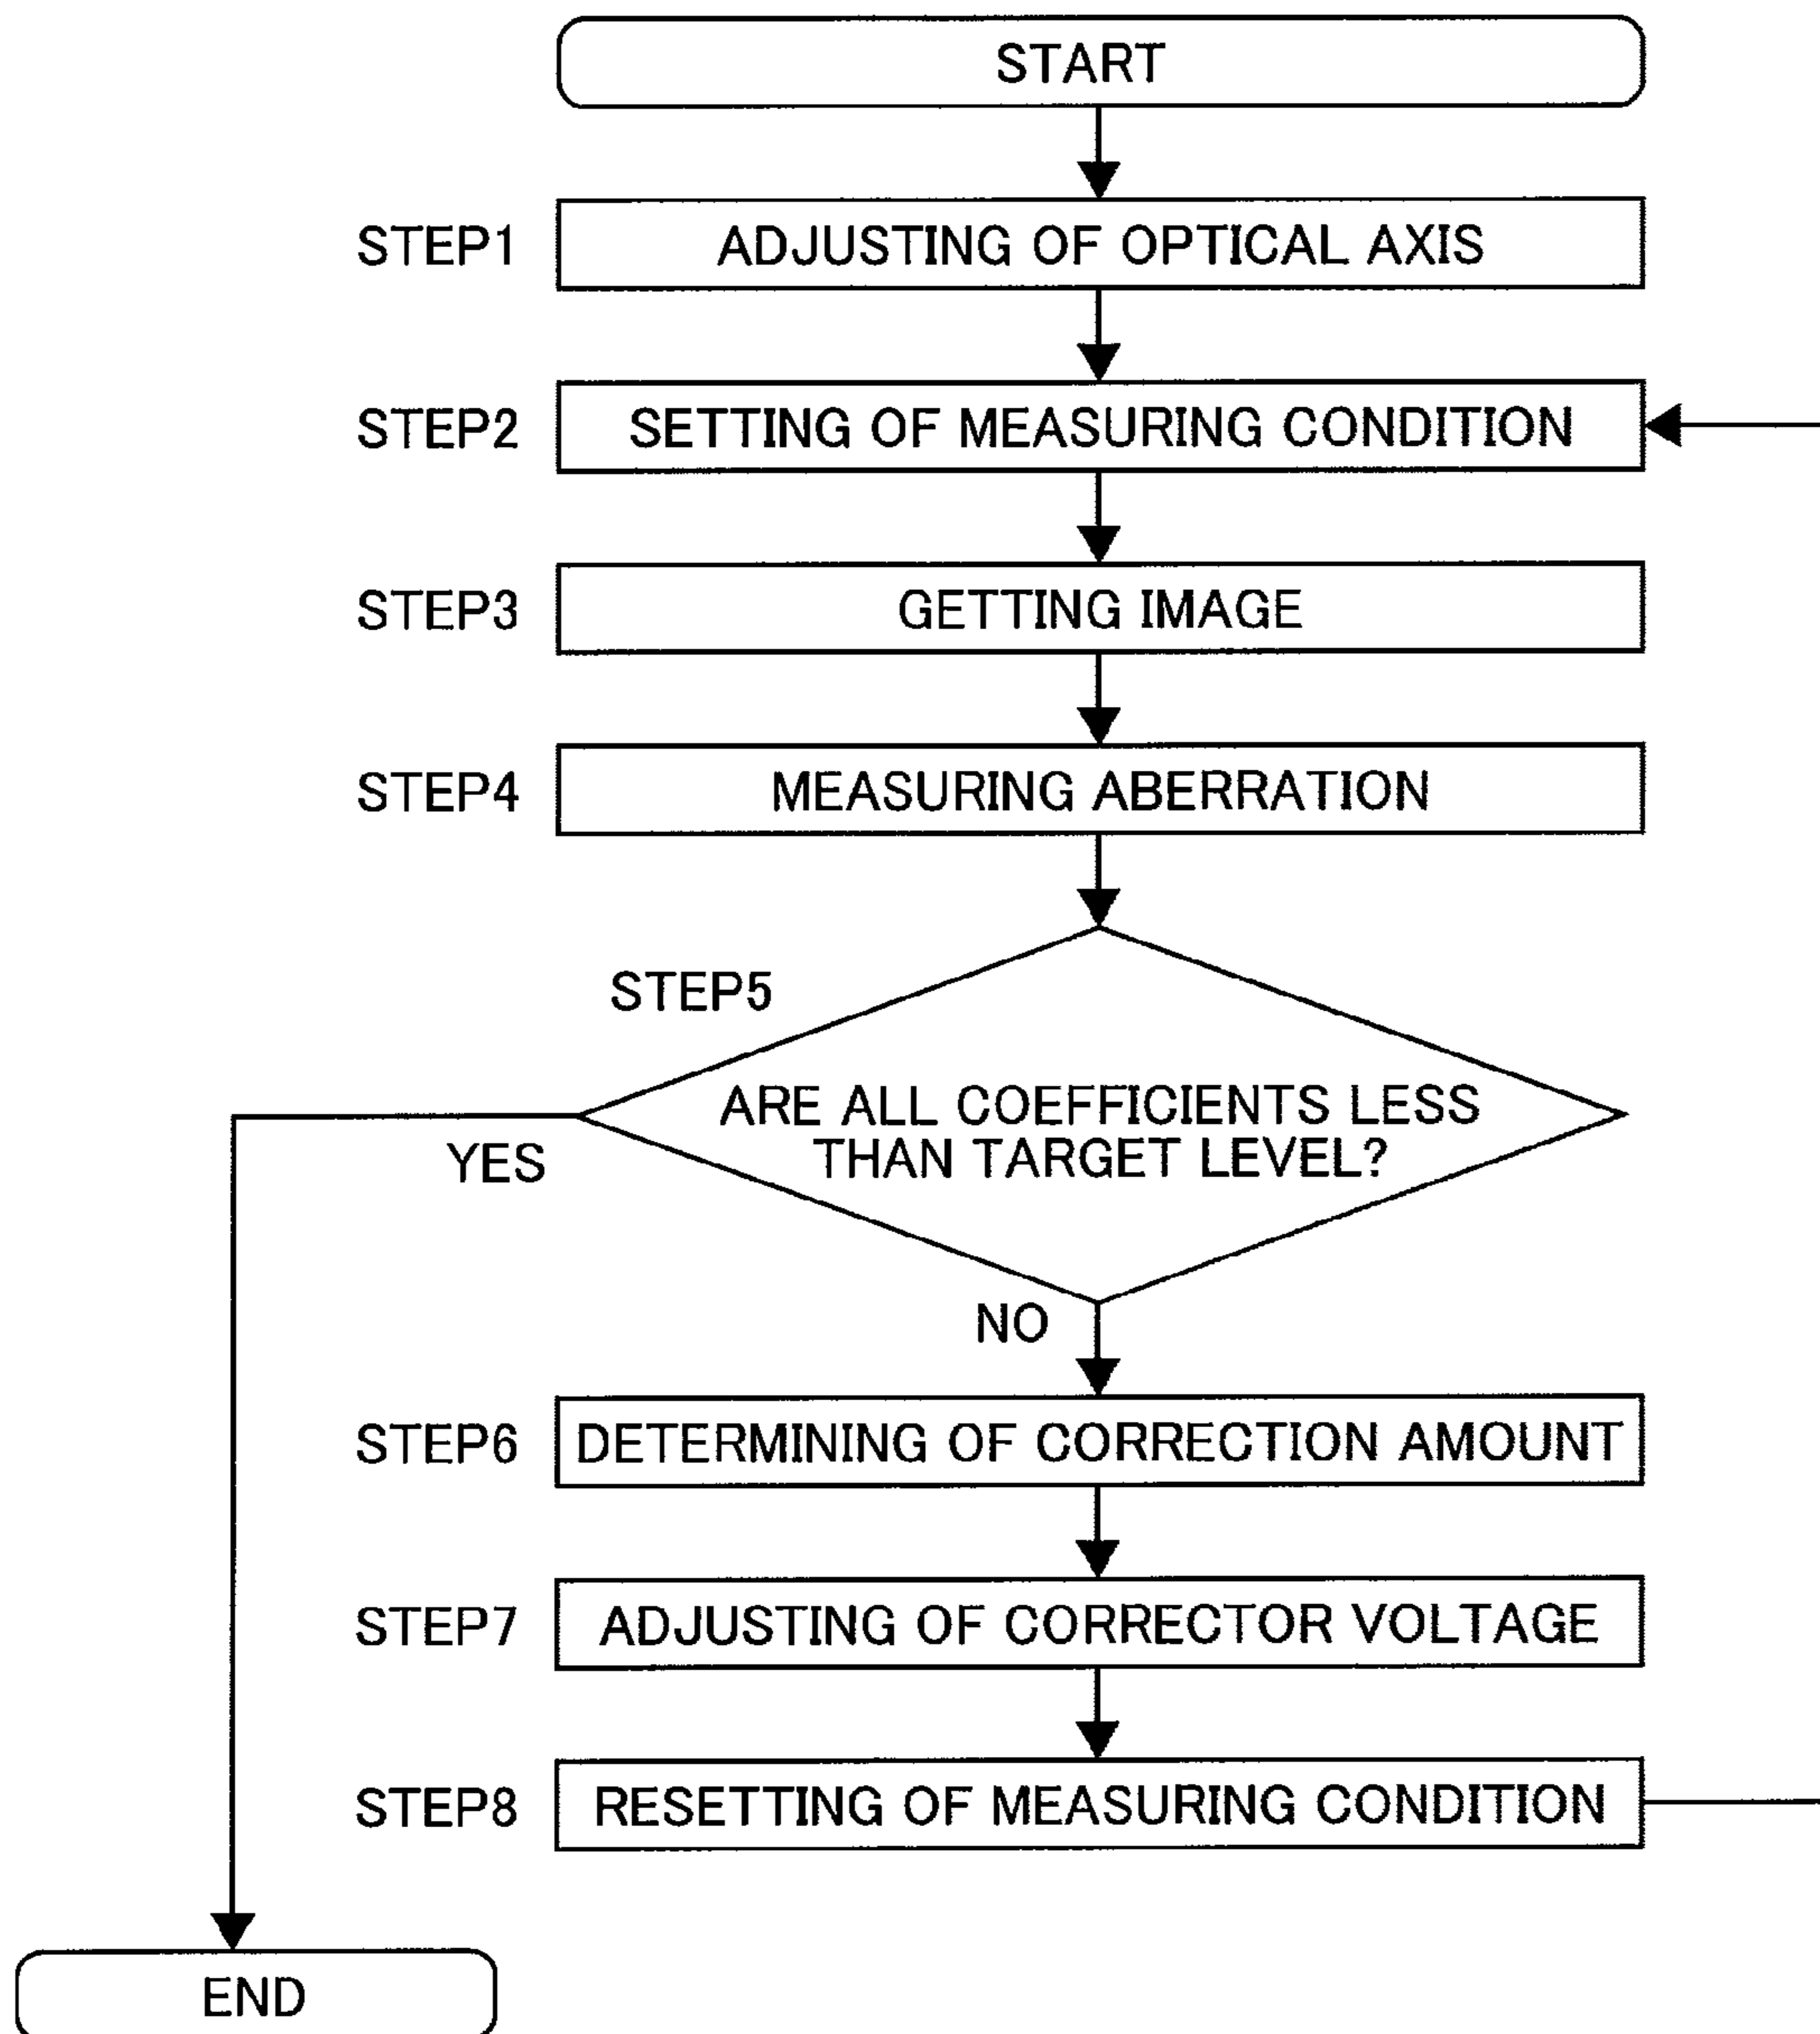 START
STEP1
ADJUSTING OF OPTICAL AXIS
STEP2
SETTING OF MEASURING CONDITION
STEP3
GETTING IMAGE
STEP4
MEASURING ABERRATION
STEP5
ARE ALL COEFFICIENTS LESS
THAN TARGET LEVEL?
YES
NO
STEP6
DETERMINING OF CORRECTION AMOUNT
STEP7
ADJUSTING OF CORRECTOR VOLTAGE
STEP8
RESETTING OF MEASURING CONDITION
END